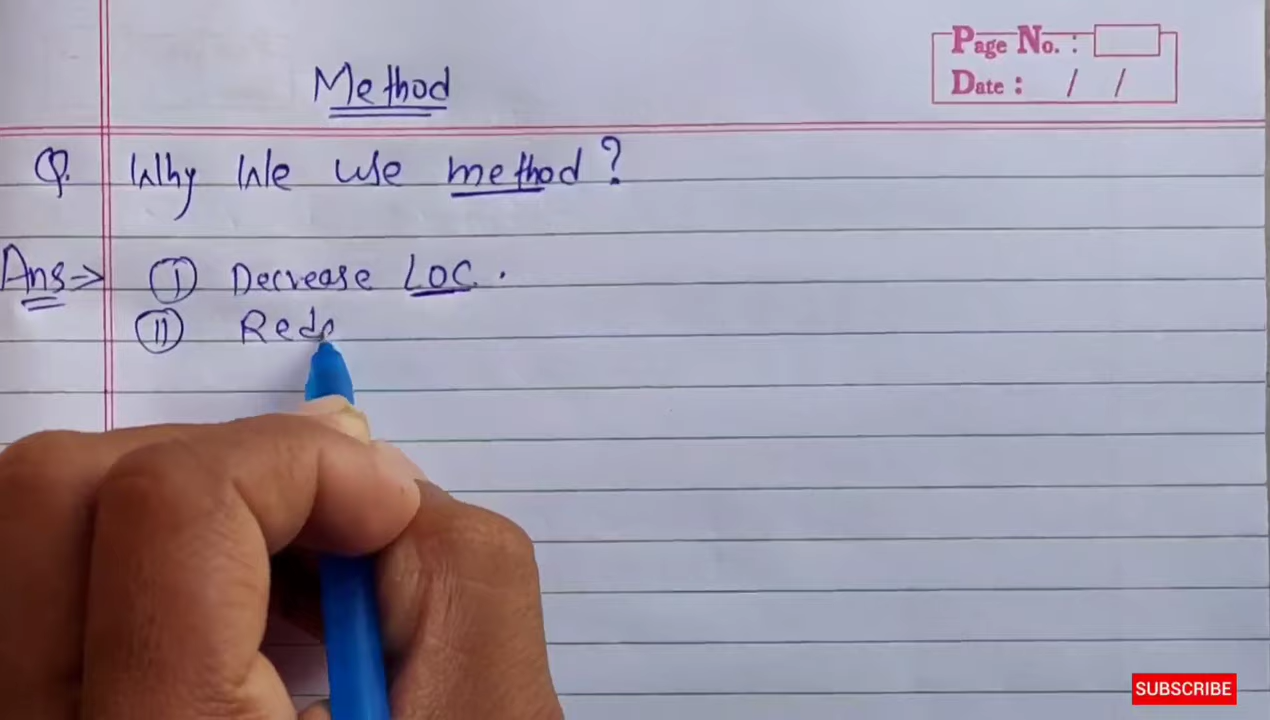 Page No. :
Date : / /
Method
Q. Why We Use method?
Ans→ (I) Decrease LOC.
(II) Red
SUBSCRIBE